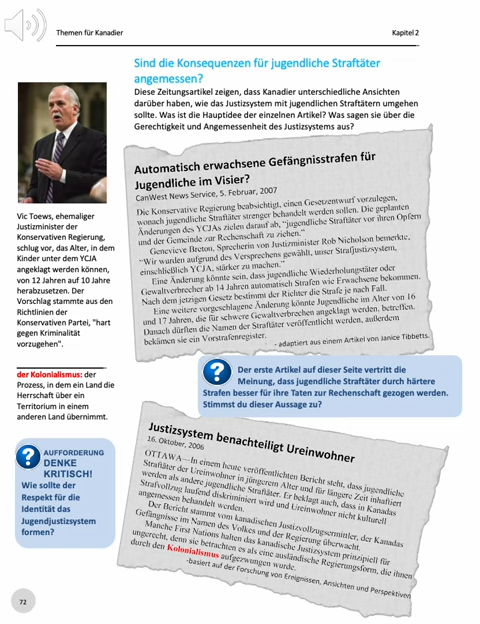 Themen für Kanadier
Kapitel 2
Sind die Konsequenzen für jugendliche Straftäter
angemessen?
Diese Zeitungsartikel zeigen, dass Kanadier unterschiedliche Ansichten
darüber haben, wie das Justizsystem mit jugendlichen Straftätern umgehen
sollte. Was ist die Hauptidee der einzelnen Artikel? Was sagen sie über die
Gerechtigkeit und Angemessenheit des Justizsystems aus?
Automatisch erwachsene Gefängnisstrafen für
Jugendliche im Visier?
CanWest News Service, 5. Februar, 2007
Die Konservative Regierung beabsichtigt, einen Gesetzentwurf vorzulegen,
wonach jugendliche Straftäter strenger behandelt werden sollen. Die geplanten
Änderungen des YCJAs zielen darauf ab, "jugendliche Straftäter vor ihren Opfern
und der Gemeinde zur Rechenschaft zu ziehen."
Genevieve Breton, Sprecherin von Justizminister Rob Nicholson bemerkte,
"Wir wurden aufgrund des Versprechens gewählt, unser Strafjustizsystem,
einschließlich YCJA, stärker zu machen."
Eine Änderung könnte sein, dass jugendliche Wiederholungstäter oder
Gewaltverbrecher ab 14 Jahren automatisch Strafen wie Erwachsene bekommen.
Nach dem jetzigen Gesetz bestimmt der Richter die Strafe je nach Fall.
Eine weitere vorgeschlagene Änderung könnte Jugendliche im Alter von 16
und 17 Jahren, die für schwere Gewaltverbrechen angeklagt werden, betreffen.
Danach dürften die Namen der Straftäter veröffentlicht werden, außerdem
bekämen sie ein Vorstrafenregister.
- adaptiert aus einem Artikel von Janice Tibbetts.
Vic Toews, ehemaliger
Justizminister der
Konservativen Regierung,
schlug vor, das Alter, in dem
Kinder unter dem YCJA
angeklagt werden können,
von 12 Jahren auf 10 Jahre
herabzusetzen. Der
Vorschlag stammte aus den
Richtlinien der
Konservativen Partei, "hart
gegen Kriminalität
vorzugehen".
der Kolonialismus: der
Prozess, in dem ein Land die
Herrschaft über ein
Territorium in einem
anderen Land übernimmt.
? Der erste Artikel auf dieser Seite vertritt die
Meinung, dass jugendliche Straftäter durch härtere
Strafen besser für ihre Taten zur Rechenschaft gezogen werden.
Stimmst du dieser Aussage zu?
? AUFFORDERUNG
DENKE
KRITISCH!
Wie sollte der
Respekt für die
Identität das
Jugendjustizsystem
formen?
Justizsystem benachteiligt Ureinwohner
16. Oktober, 2006
OTTAWA—In einem heute veröffentlichten Bericht steht, dass jugendliche
Straftäter der Ureinwohner in jüngerem Alter und für längere Zeit inhaftiert
werden als andere jugendliche Straftäter. Er beklagt auch, dass in Kanadas
Strafvollzug laufend diskriminiert wird und Ureinwohner nicht kulturell
angemessen behandelt werden.
Der Bericht stammt vom kanadischen Justizvollzugsermittler, der Kanadas
Gefängnisse im Namen des Volkes und der Regierung überwacht.
Manche First Nations halten das kanadische Justizsystem prinzipiell für
ungerecht, denn sie betrachten es als eine ausländische Regierungsform, die ihnen
durch den Kolonialismus aufgezwungen wurde.
-basiert auf der Forschung von Ereignissen, Ansichten und Perspektiven
72